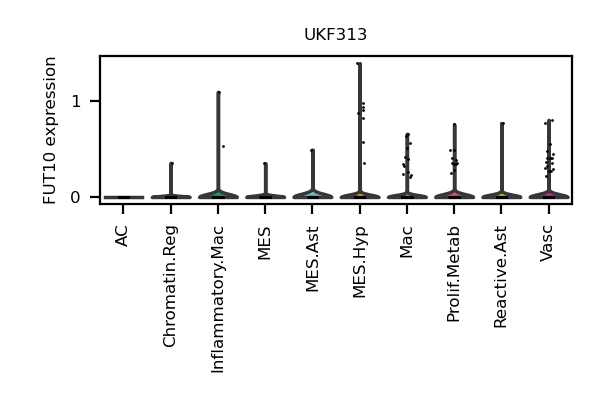 UKF313
FUT10 expression
1
0
AC
Chromatin.Reg
Inflammatory.Mac
MES
MES.Ast
MES.Hyp
Mac
Prolif.Metab
Reactive.Ast
Vasc